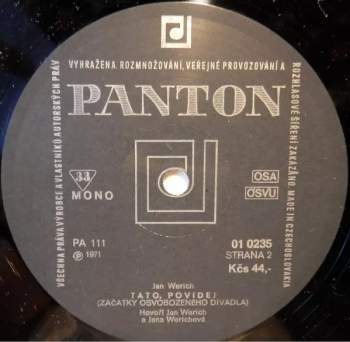 VŠECHNA PRÁVA VÝROBCE A VLASTNÍKŮ AUTORSKÝCH PRÁV VYHRAŽENA. ROZMNOŽOVÁNÍ, VEŘEJNÉ PROVOZOVÁNÍ A ROZHLASOVÉ ŠÍŘENÍ ZAKÁZÁNO. MADE IN CZECHOSLOVAKIA
PANTON
33
MONO
OSA
OSVU
PA 111
℗ 1971
01 0235
STRANA 2
Kčs 44,-
Jan Werich
TÁTO, POVÍDEJ
(ZAČÁTKY OSVOBOZENÉHO DIVADLA)
Hovoří Jan Werich
a Jana Werichová